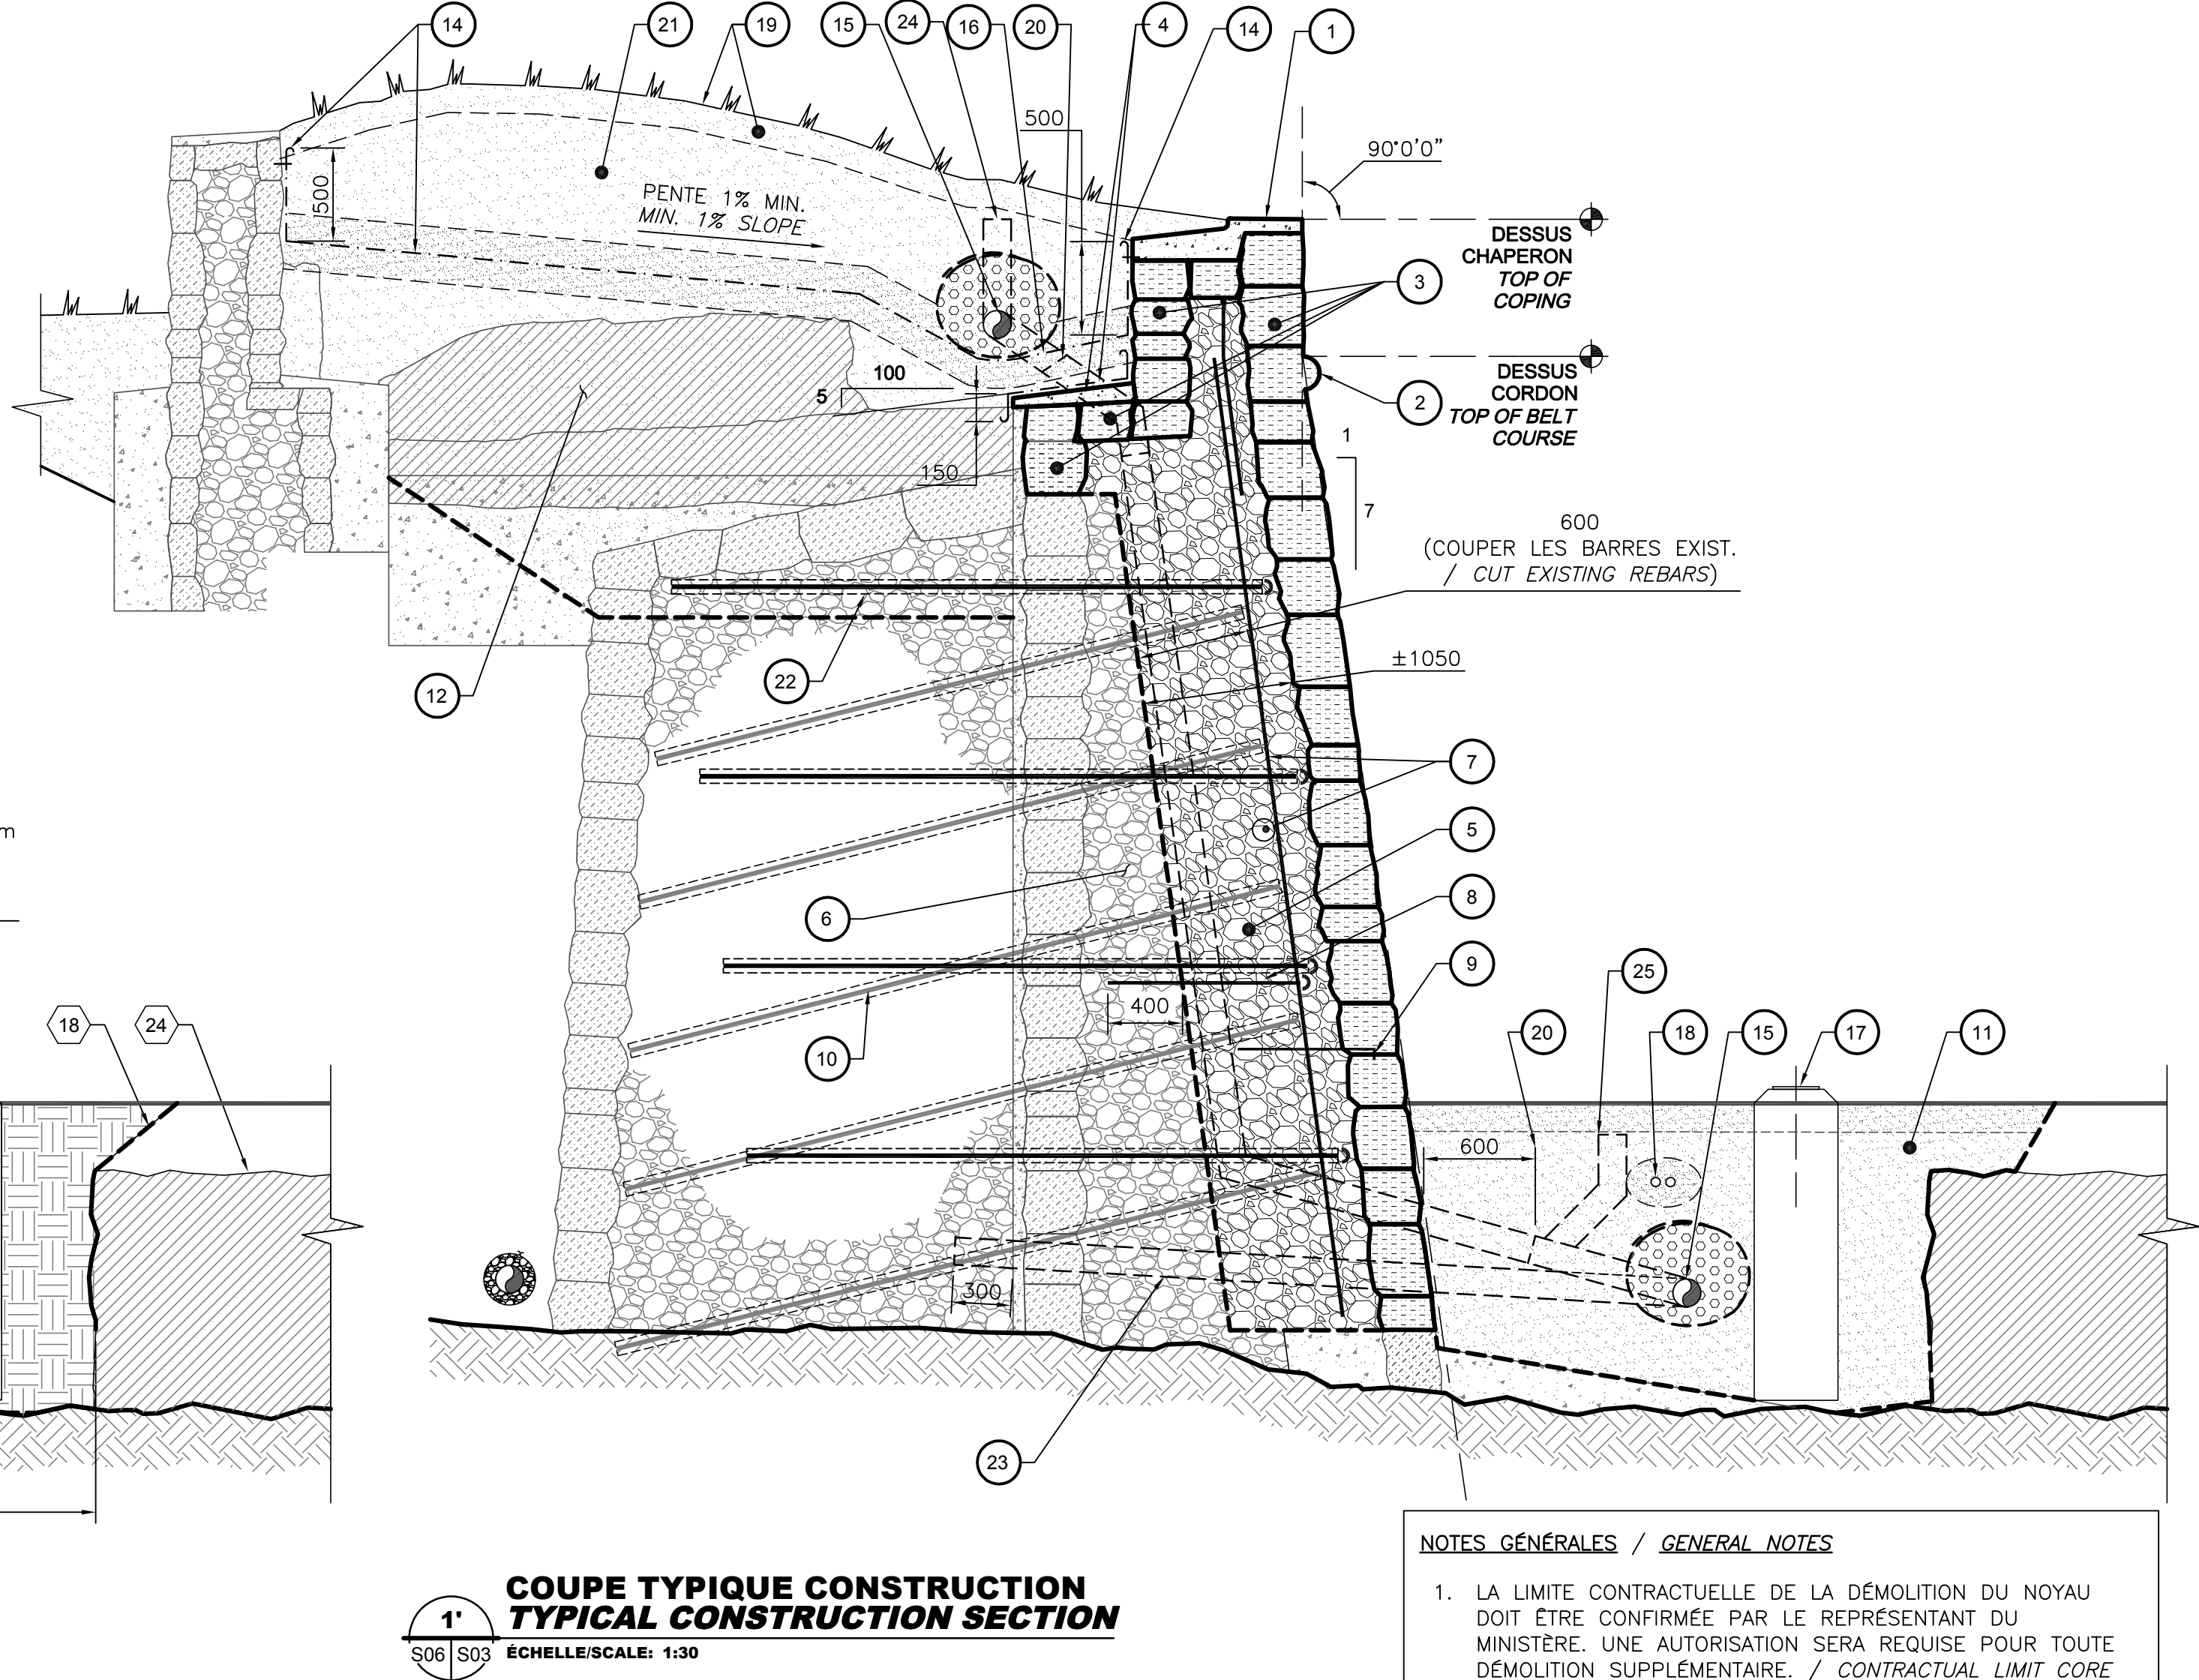 14
21
19
15
24
16
20
4
14
1
500
90°0'0"
500
PENTE 1% MIN.
MIN. 1% SLOPE
DESSUS
CHAPERON
TOP OF
COPING
3
DESSUS
CORDON
TOP OF BELT
COURSE
2
100
5
150
1
7
600
(COUPER LES BARRES EXIST.
/ CUT EXISTING REBARS)
±1050
12
22
7
m
5
6
8
9
25
400
18
24
10
20
18
15
17
11
600
300
23
NOTES GÉNÉRALES / GENERAL NOTES
1. LA LIMITE CONTRACTUELLE DE LA DÉMOLITION DU NOYAU
DOIT ÊTRE CONFIRMÉE PAR LE REPRÉSENTANT DU
MINISTÈRE. UNE AUTORISATION SERA REQUISE POUR TOUTE
DÉMOLITION SUPPLÉMENTAIRE. / CONTRACTUAL LIMIT CORE
COUPE TYPIQUE CONSTRUCTION
TYPICAL CONSTRUCTION SECTION
1'
S06 S03
ÉCHELLE/SCALE: 1:30